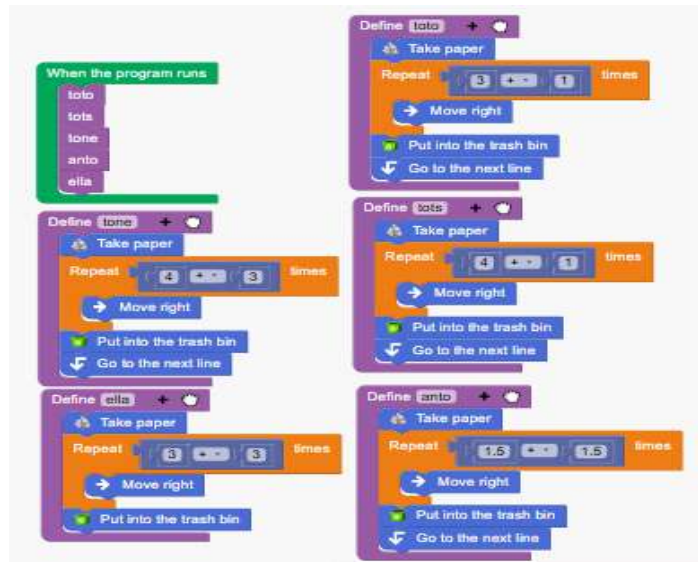 When the program runs
toto
tots
tone
anto
ella
Define toto +
Take paper
Repeat 3 + 1 times
Move right
Put into the trash bin
Go to the next line
Define tone +
Take paper
Repeat 4 + 3 times
Move right
Put into the trash bin
Go to the next line
Define tots +
Take paper
Repeat 4 + 1 times
Move right
Put into the trash bin
Go to the next line
Define ella +
Take paper
Repeat 3 + 3 times
Move right
Put into the trash bin
Define anto +
Take paper
Repeat 1.5 + 1.5 times
Move right
Put into the trash bin
Go to the next line